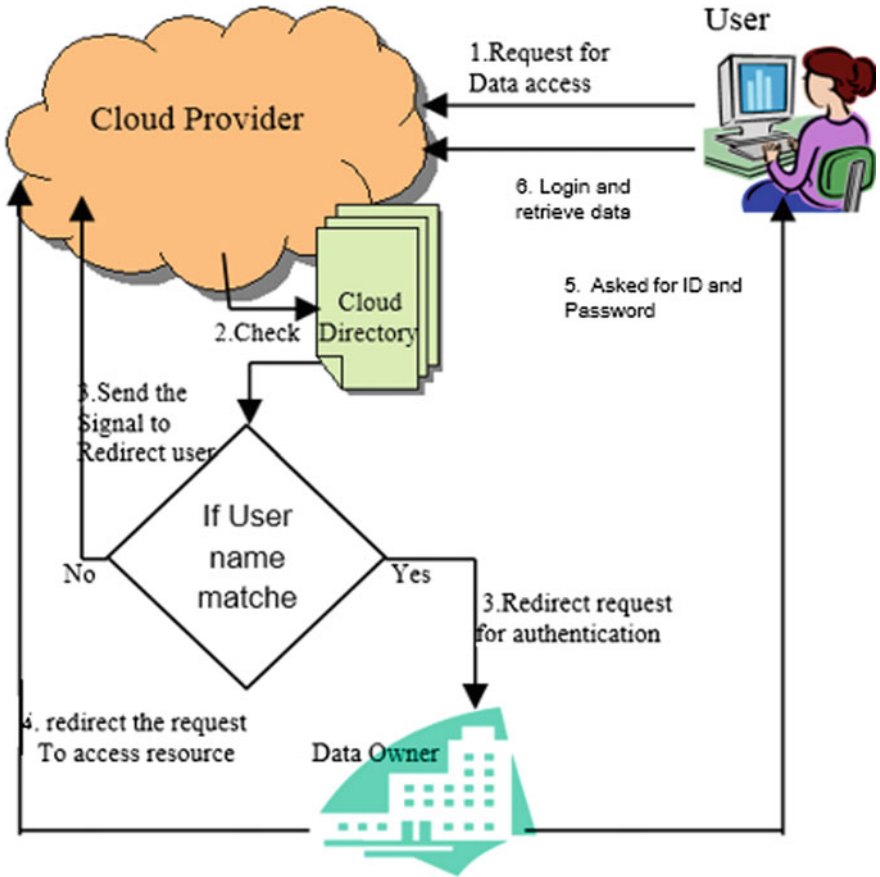 User
1.Request for
Data access
Cloud Provider
6. Login and
retrieve data
5. Asked for ID and
Password
Cloud
Directory
2.Check
3.Send the
Signal to
Redirect user
If User
name
matche
No
Yes
3.Redirect request
for authentication
4. redirect the request
To access resource
Data Owner